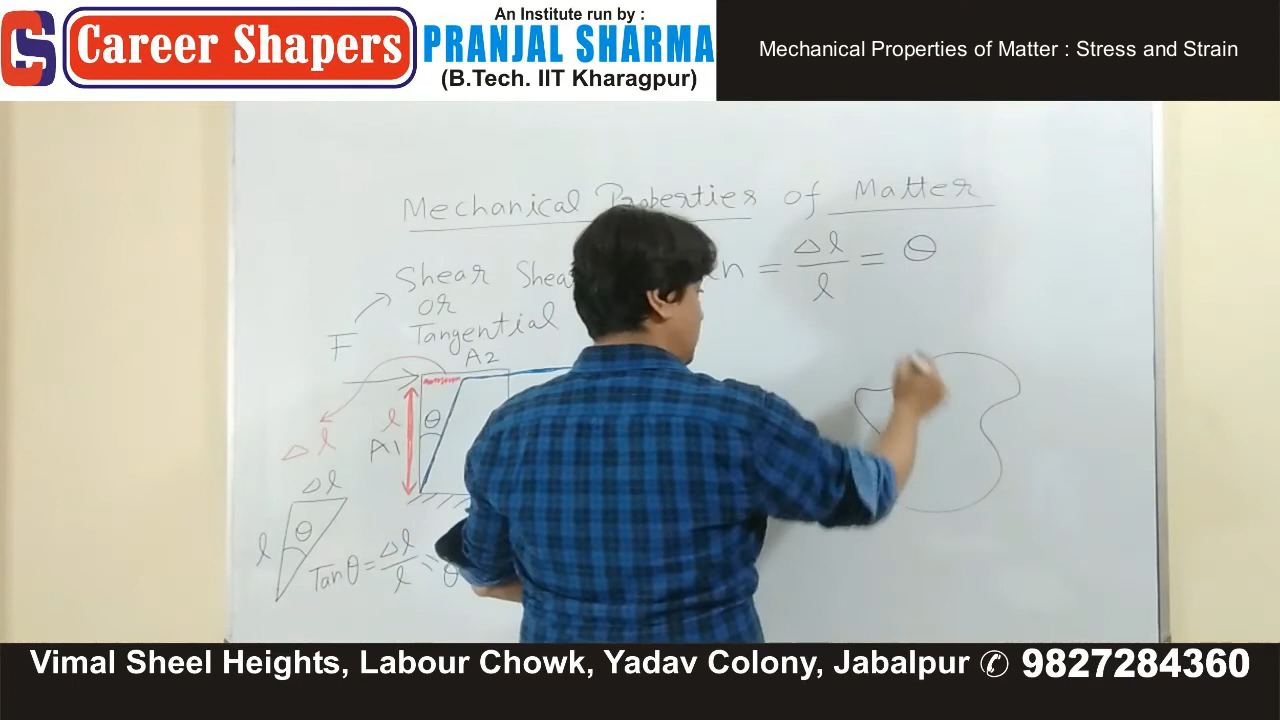 Career Shapers
An Institute run by :
PRANJAL SHARMA
(B.Tech. IIT Kharagpur)
Mechanical Properties of Matter : Stress and Strain
Mechanical Properties of Matter
Shear Shea
n = Δl / l = θ
or
Tangential
F
A2
l
θ
A1
Δl
Δl
l
θ
Tanθ = Δl / l ≈ θ
Vimal Sheel Heights, Labour Chowk, Yadav Colony, Jabalpur ✆ 9827284360